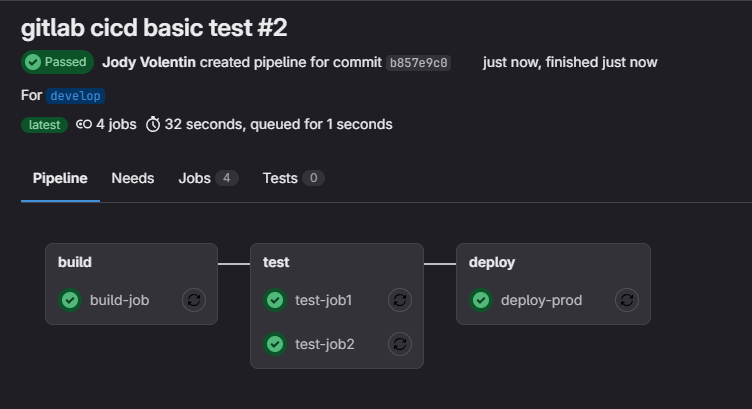 gitlab cicd basic test #2
Passed Jody Volentin created pipeline for commit b857e9c0 just now, finished just now
For develop
latest 4 jobs 32 seconds, queued for 1 seconds
Pipeline Needs Jobs 4 Tests 0
build test deploy
build-job test-job1 deploy-prod
test-job2